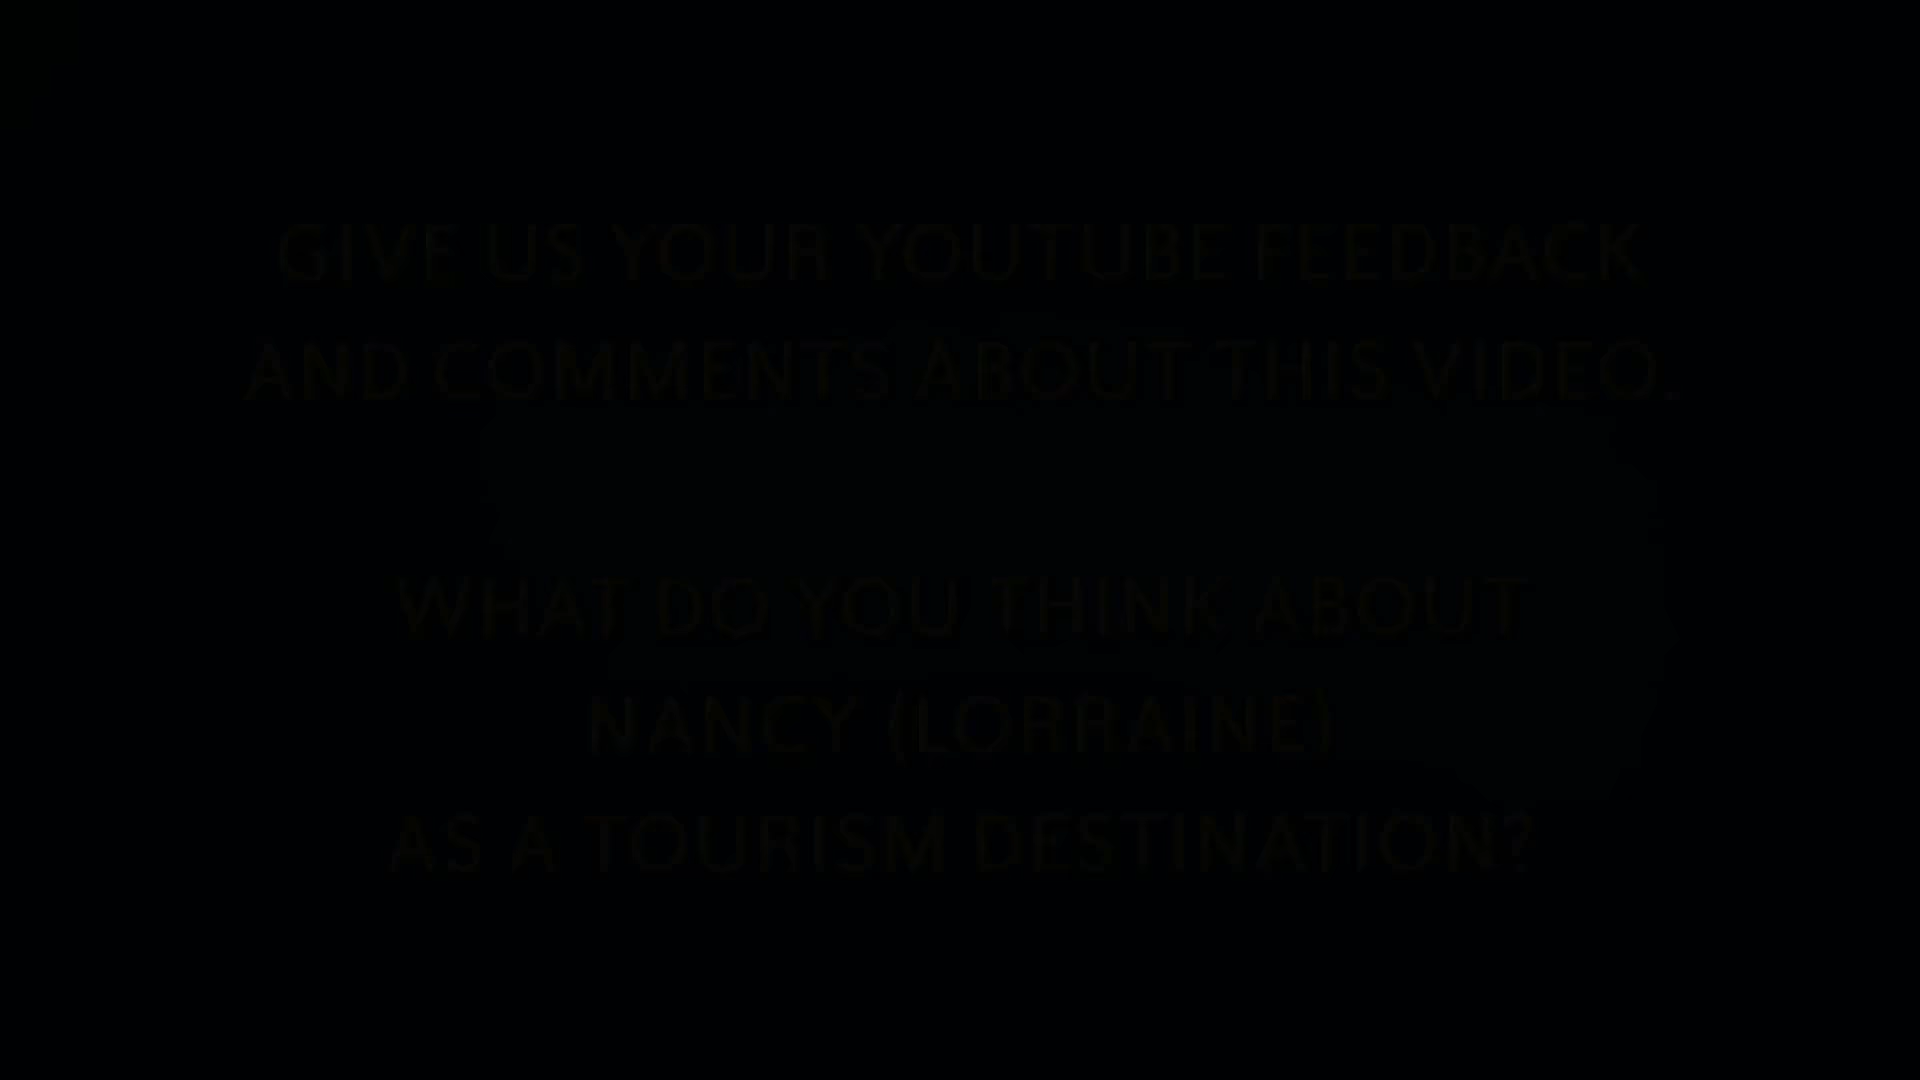 GIVE US YOUR YOUTUBE FEEDBACK
AND COMMENTS ABOUT THIS VIDEO.
WHAT DO YOU THINK ABOUT
NANCY (LORRAINE)
AS A TOURISM DESTINATION?